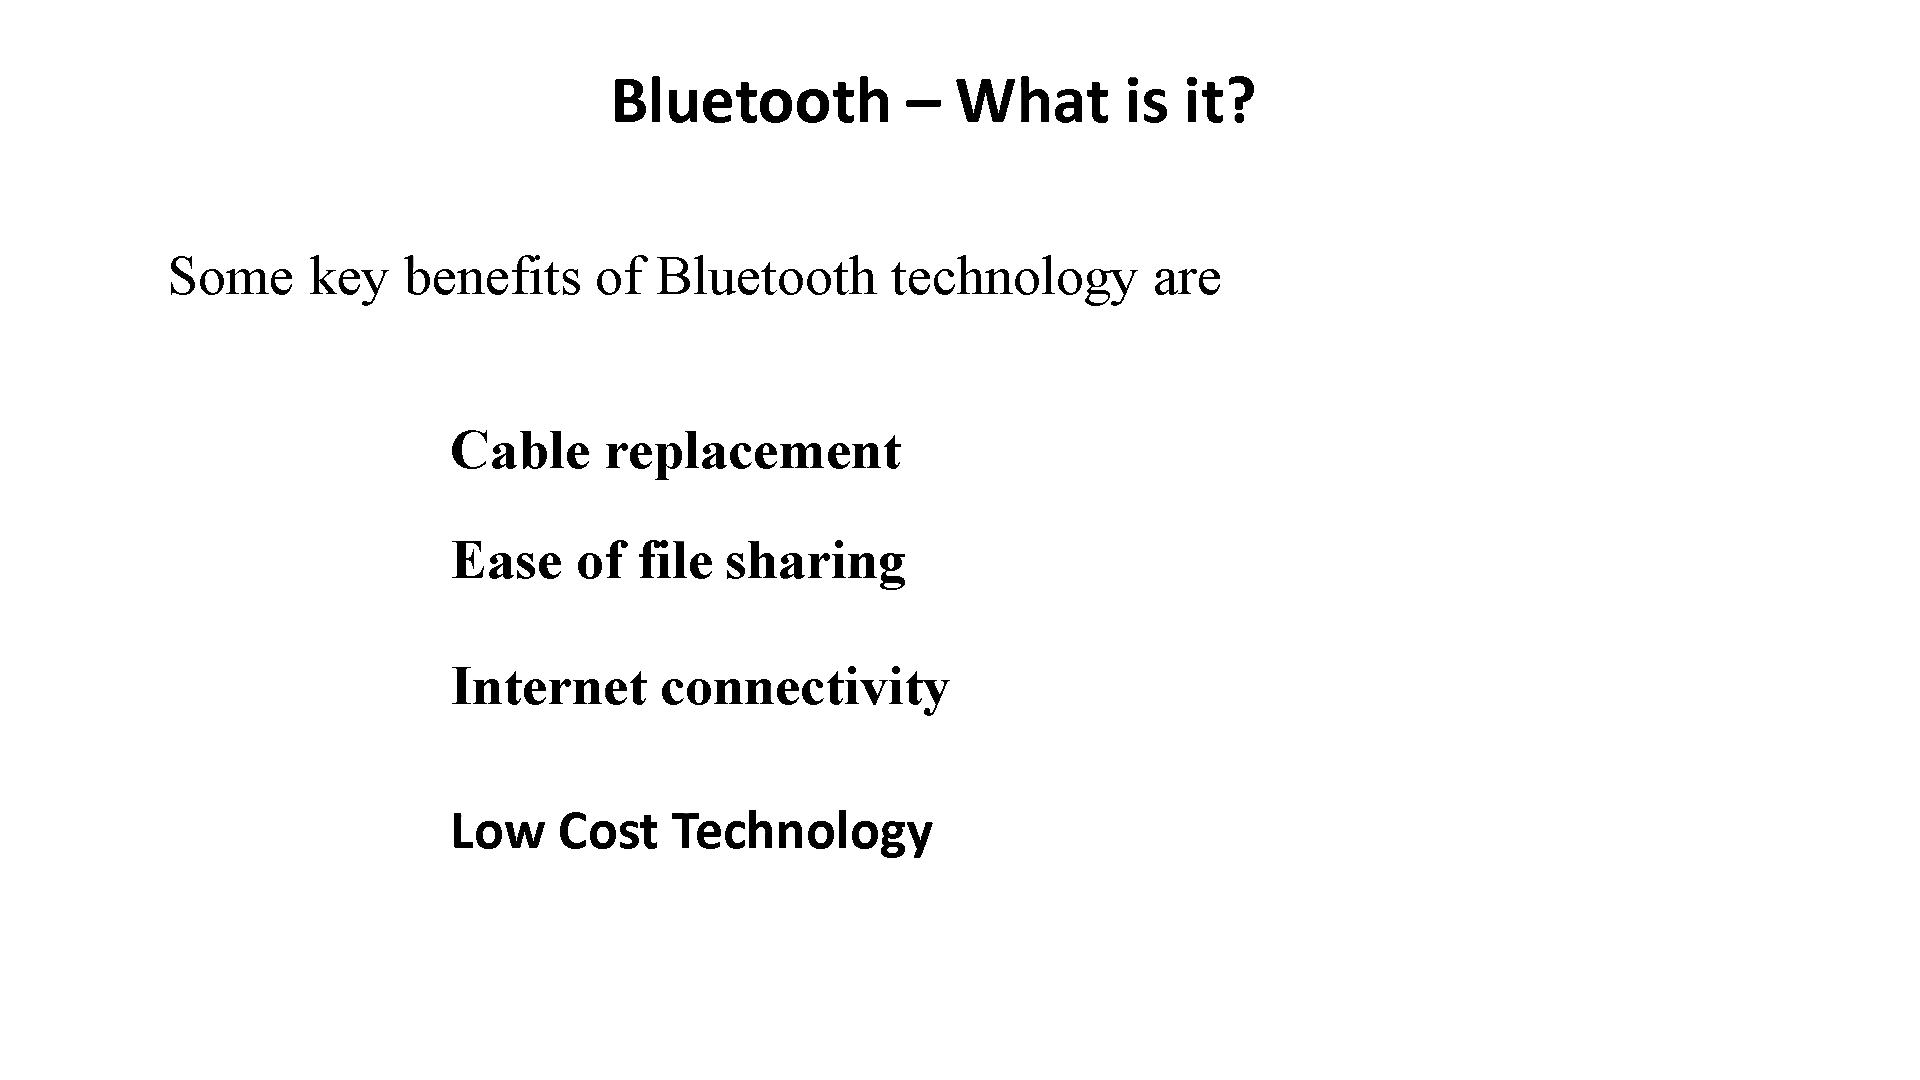 Bluetooth – What is it?
Some key benefits of Bluetooth technology are
Cable replacement
Ease of file sharing
Internet connectivity
Low Cost Technology